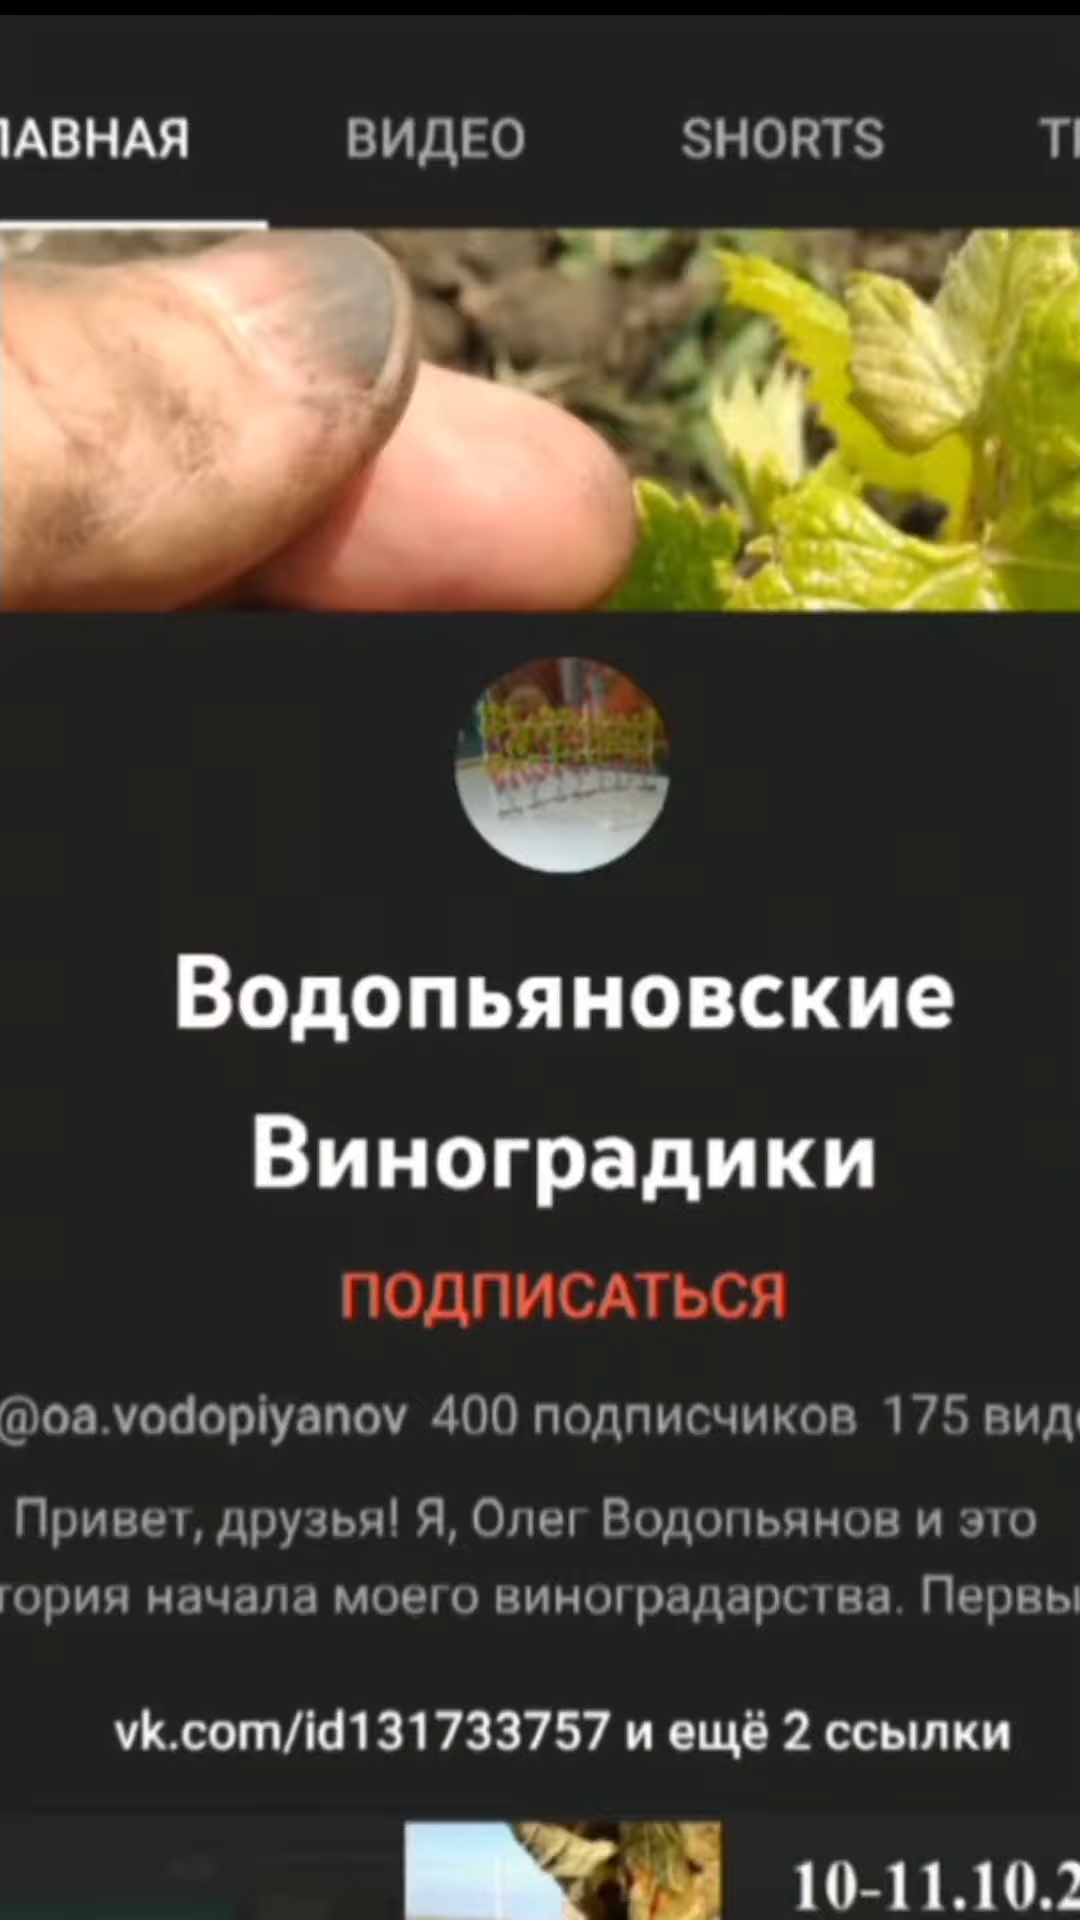 ЛАВНАЯ ВИДЕО SHORTS
Водопьяновские
Виноградики
ПОДПИСАТЬСЯ
@oa.vodopiyanov 400 подписчиков 175 вид
Привет, друзья! Я, Олег Водопьянов и это
тория начала моего виноградарства. Первы
vk.com/id131733757 и ещё 2 ссылки
10-11.10.2